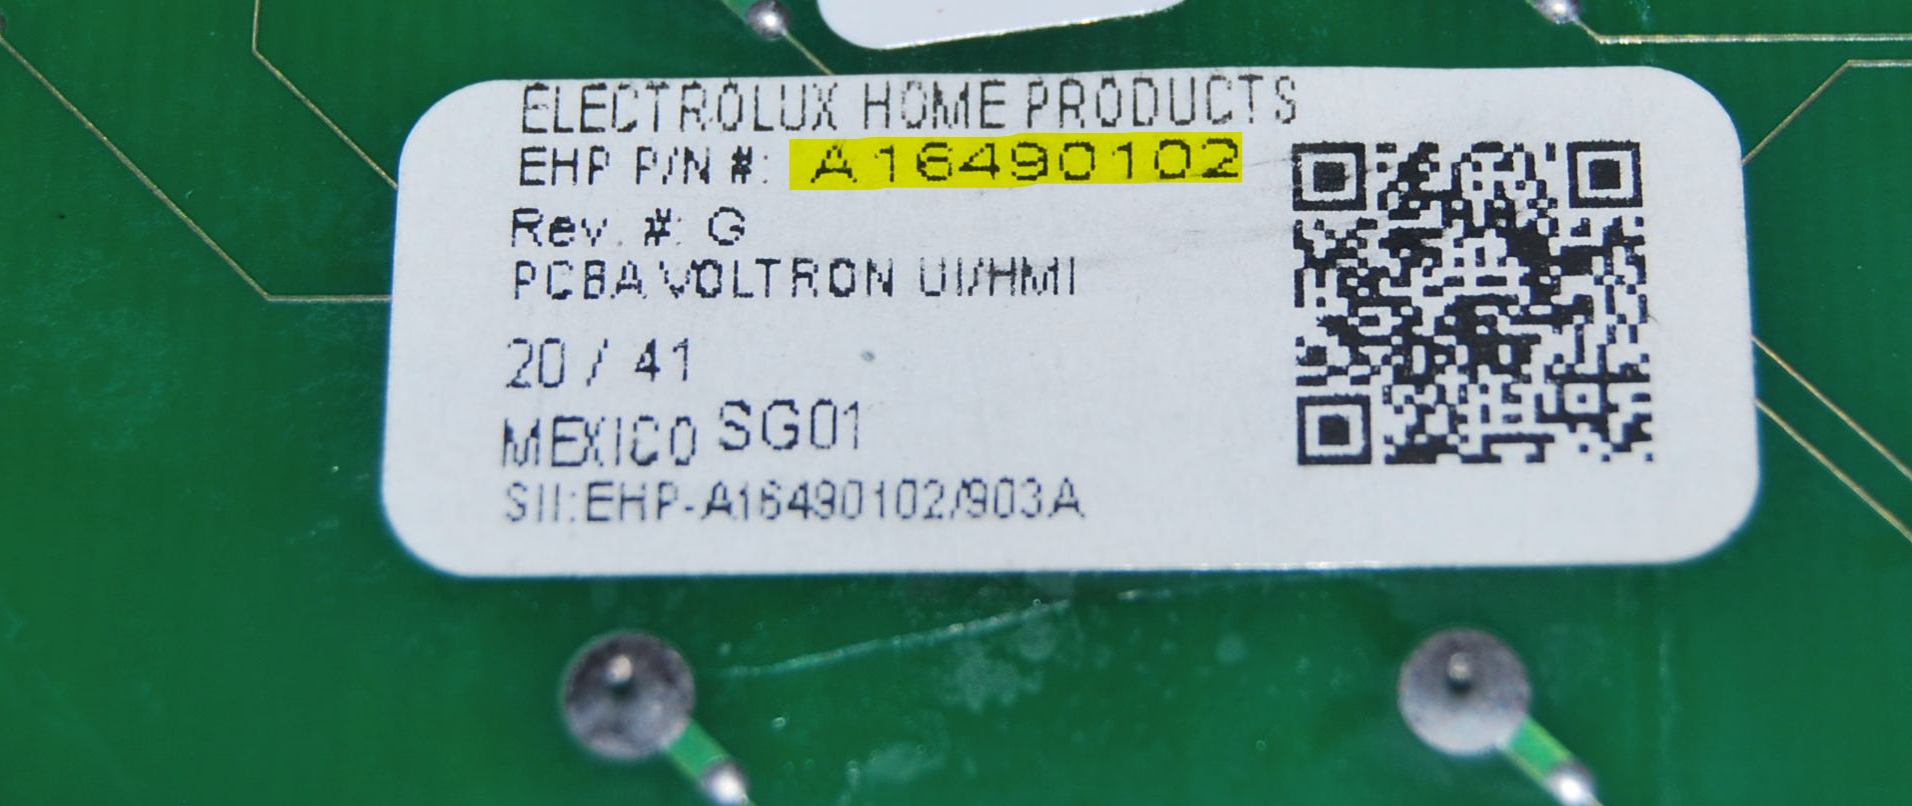 ELECTROLUX HOME PRODUCTS
EHP P/N #: A16490102
Rev. #: G
PCBA VOLTRON UI/HMI
20 / 41
MEXICO SG01
SII:EHP-A16490102/903A